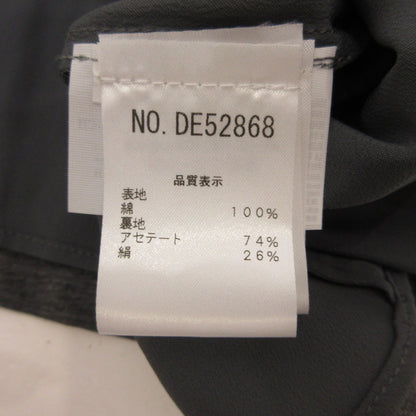 NO. DE52868
品質表示
表地
綿 100%
裏地
アセテート 74%
絹 26%